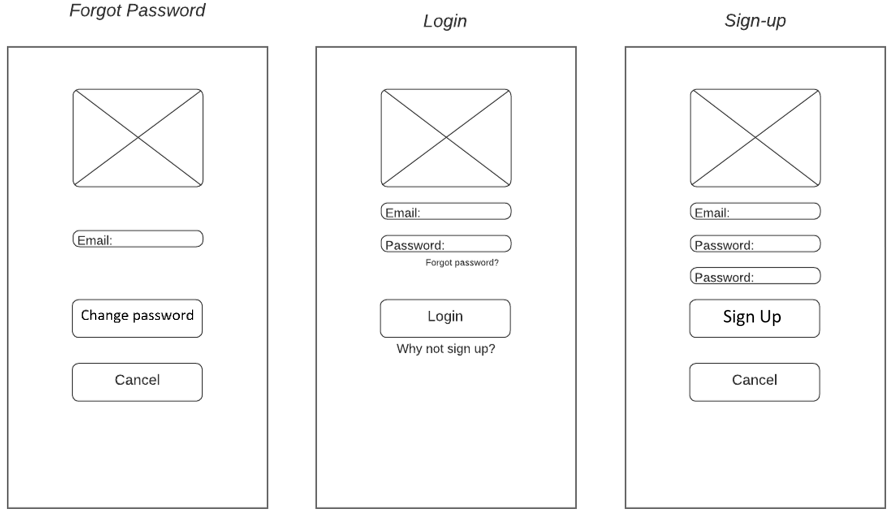 Forgot Password
Email:
Change password
Cancel
Login
Email:
Password:
Forgot password?
Login
Why not sign up?
Sign-up
Email:
Password:
Password:
Sign Up
Cancel